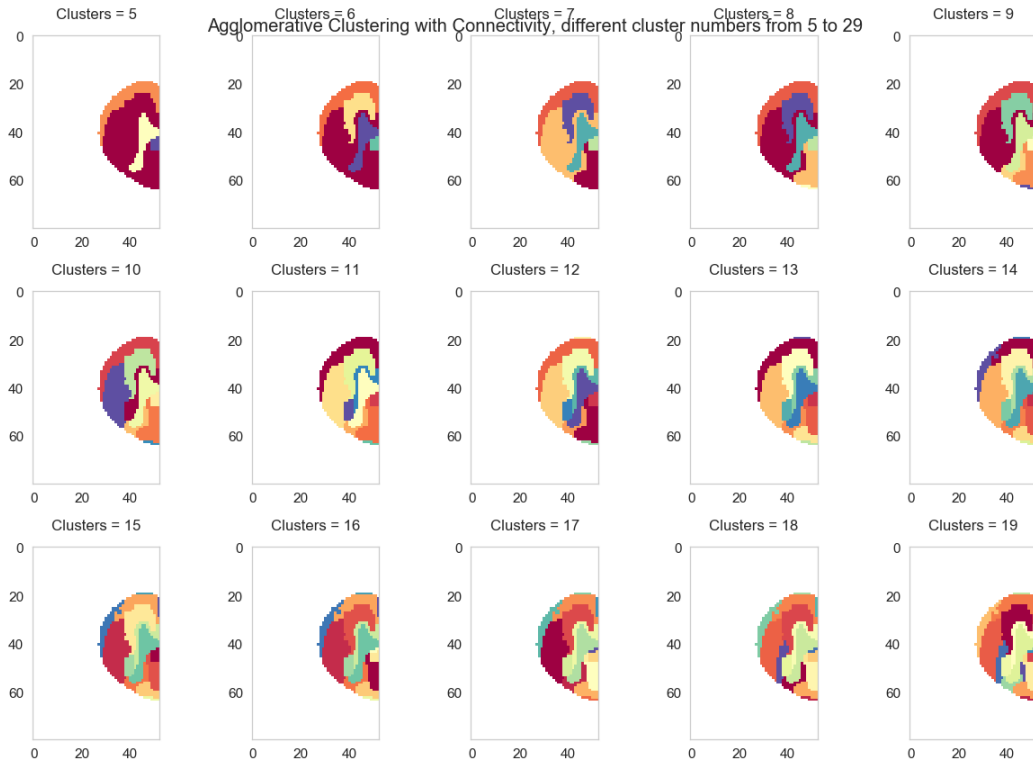 Clusters = 5 Clusters = 6 Clusters = 7 Clusters = 8 Clusters = 9
Agglomerative Clustering with Connectivity, different cluster numbers from 5 to 29
0 0 0 0 0
20 20 20 20 20
40 40 40 40 40
60 60 60 60 60
0 20 40 0 20 40 0 20 40 0 20 40 0 20 40
Clusters = 10 Clusters = 11 Clusters = 12 Clusters = 13 Clusters = 14
0 0 0 0 0
20 20 20 20 20
40 40 40 40 40
60 60 60 60 60
0 20 40 0 20 40 0 20 40 0 20 40 0 20 40
Clusters = 15 Clusters = 16 Clusters = 17 Clusters = 18 Clusters = 19
0 0 0 0 0
20 20 20 20 20
40 40 40 40 40
60 60 60 60 60
0 20 40 0 20 40 0 20 40 0 20 40 0 20 40